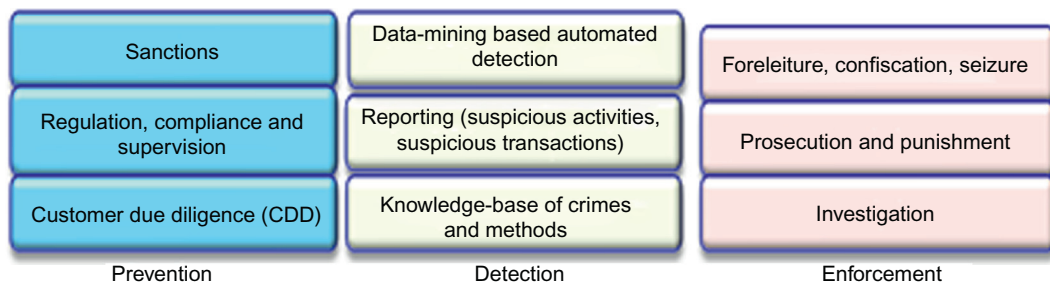 Sanctions
Regulation, compliance and
supervision
Customer due diligence (CDD)
Prevention
Data-mining based automated
detection
Reporting (suspicious activities,
suspicious transactions)
Knowledge-base of crimes
and methods
Detection
Foreleiture, confiscation, seizure
Prosecution and punishment
Investigation
Enforcement